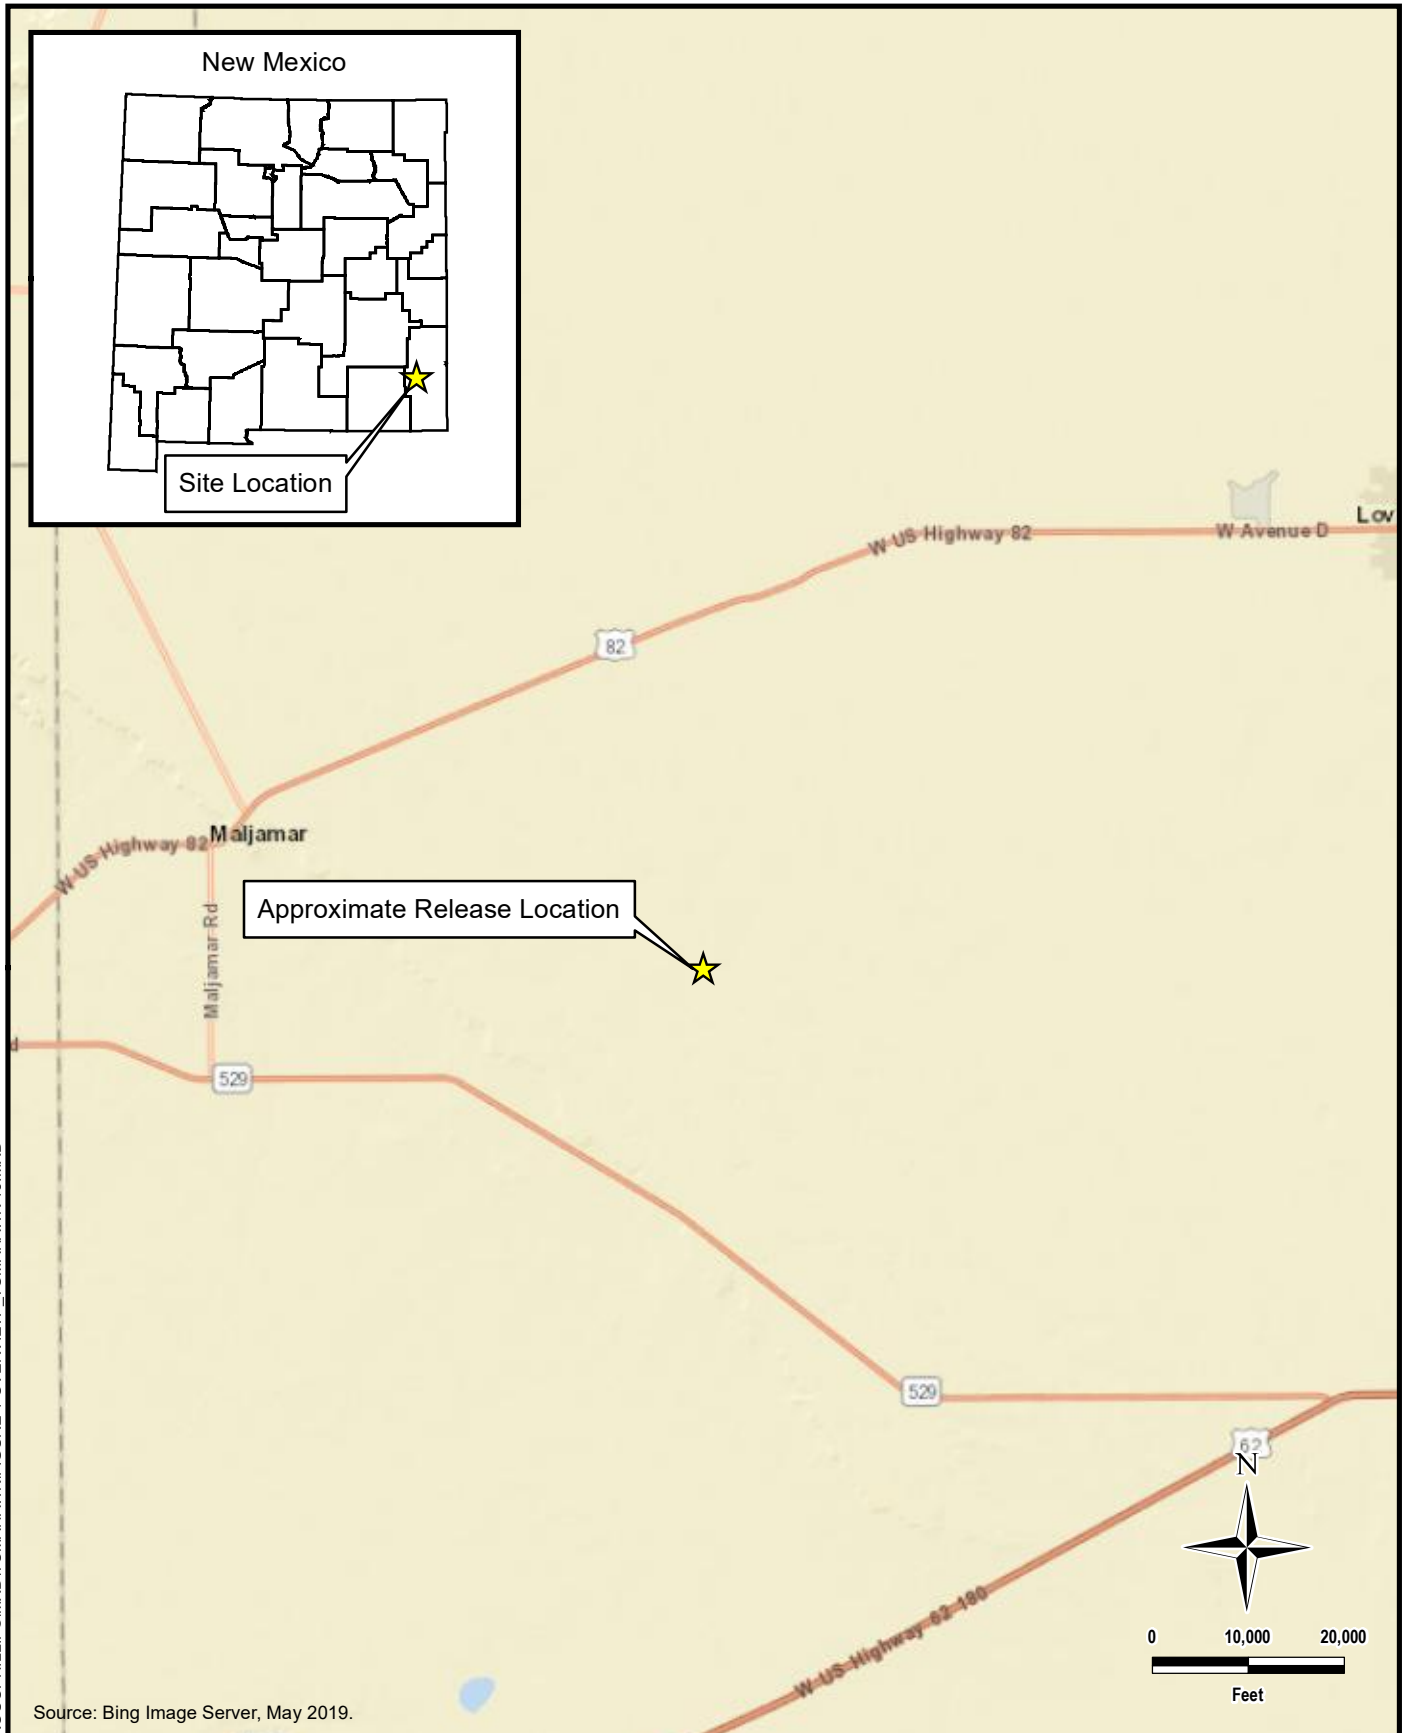 New Mexico
Site Location
Lov
W US Highway 82
W Avenue D
82
Maljamar
W US Highway 82
Approximate Release Location
Maljamar Rd
d
529
529
62
N
W US Highway 62 180
0 10,000 20,000
Feet
Source: Bing Image Server, May 2019.